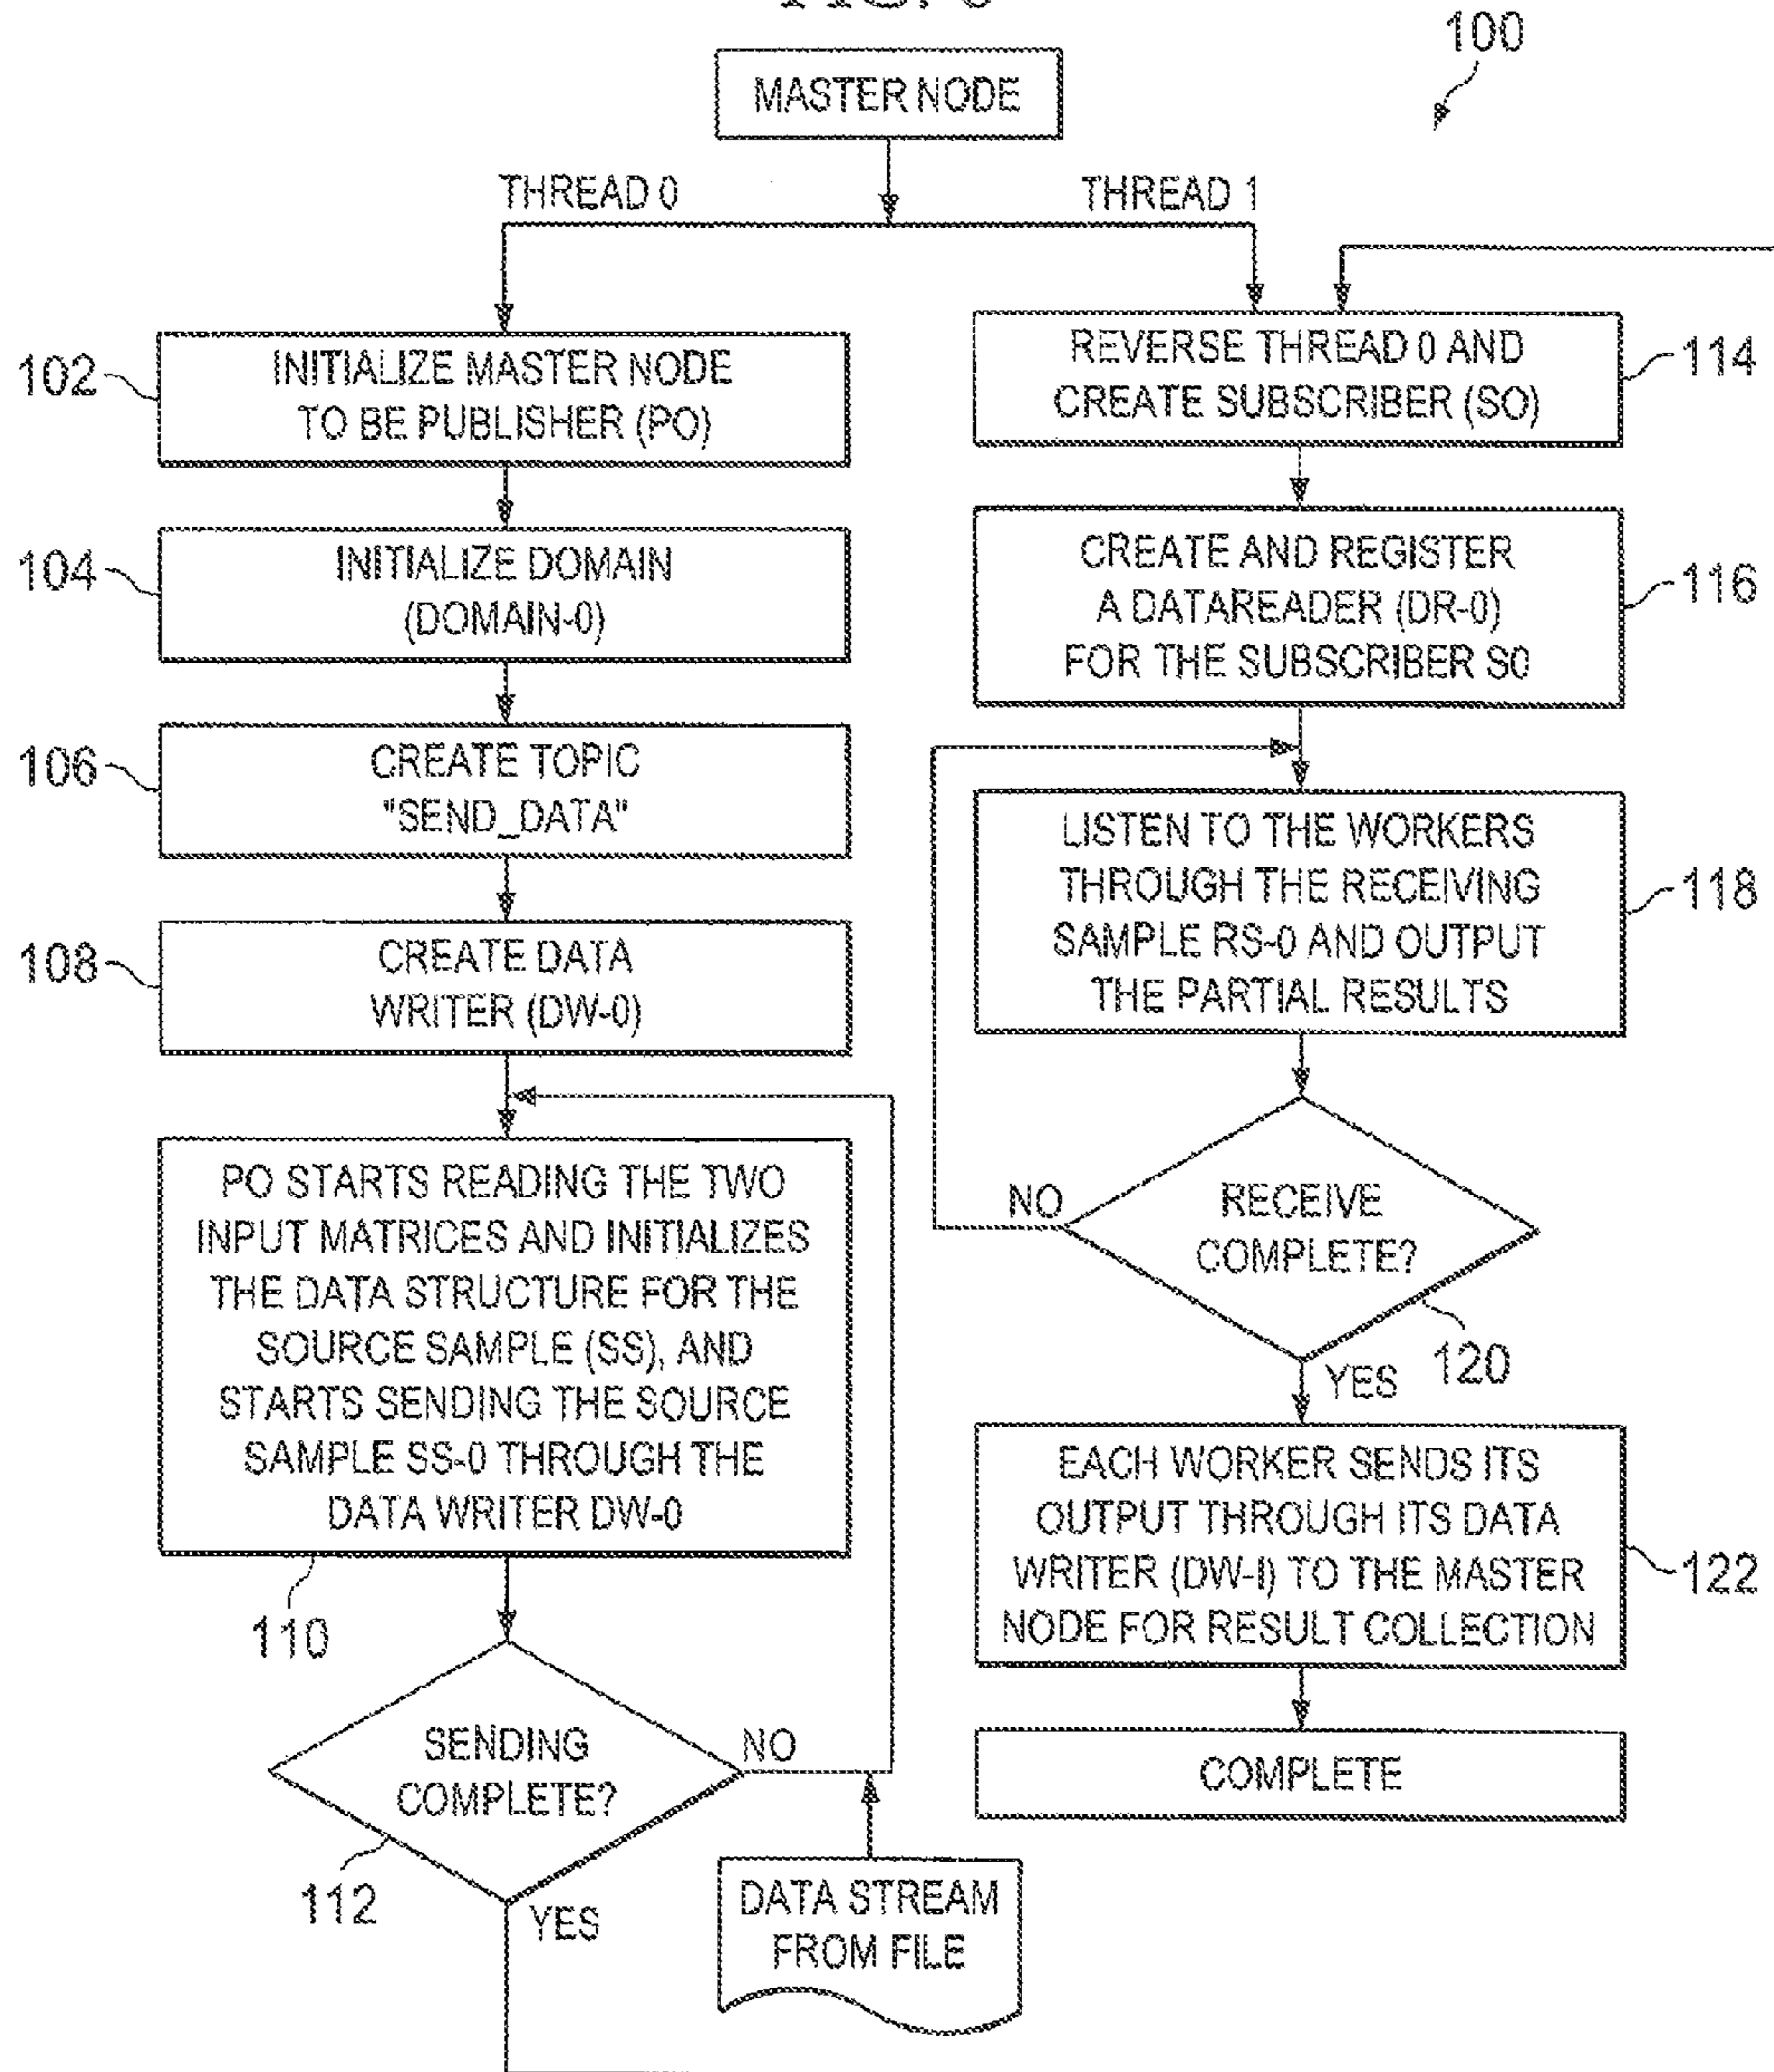 100
MASTER NODE
THREAD 0
THREAD 1
102
INITIALIZE MASTER NODE
TO BE PUBLISHER (PO)
104
INITIALIZE DOMAIN
(DOMAIN-0)
106
CREATE TOPIC
"SEND_DATA"
108
CREATE DATA
WRITER (DW-0)
PO STARTS READING THE TWO
INPUT MATRICES AND INITIALIZES
THE DATA STRUCTURE FOR THE
SOURCE SAMPLE (SS), AND
STARTS SENDING THE SOURCE
SAMPLE SS-0 THROUGH THE
DATA WRITER DW-0
110
SENDING
COMPLETE?
NO
112
YES
DATA STREAM
FROM FILE
REVERSE THREAD 0 AND
CREATE SUBSCRIBER (SO)
114
CREATE AND REGISTER
A DATAREADER (DR-0)
FOR THE SUBSCRIBER S0
116
LISTEN TO THE WORKERS
THROUGH THE RECEIVING
SAMPLE RS-0 AND OUTPUT
THE PARTIAL RESULTS
118
NO
RECEIVE
COMPLETE?
120
YES
EACH WORKER SENDS ITS
OUTPUT THROUGH ITS DATA
WRITER (DW-I) TO THE MASTER
NODE FOR RESULT COLLECTION
122
COMPLETE